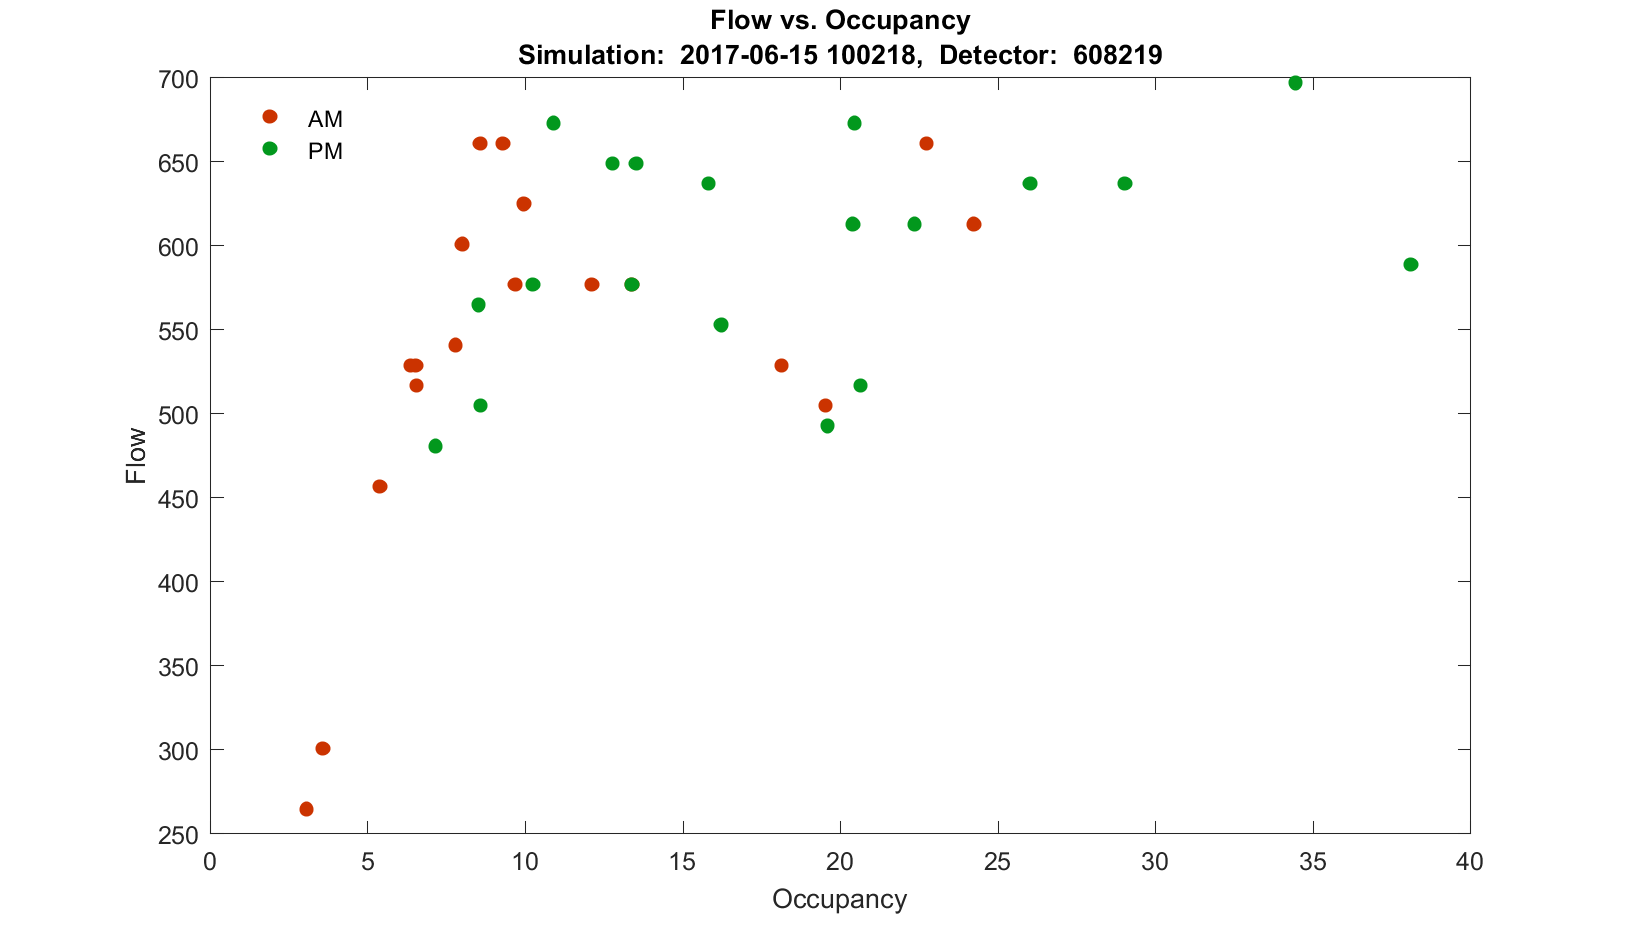 Flow vs. Occupancy
Simulation:  2017-06-15 100218,  Detector:  608219
AM
PM
700
650
600
550
500
450
400
350
300
250
Flow
0 5 10 15 20 25 30 35 40
Occupancy